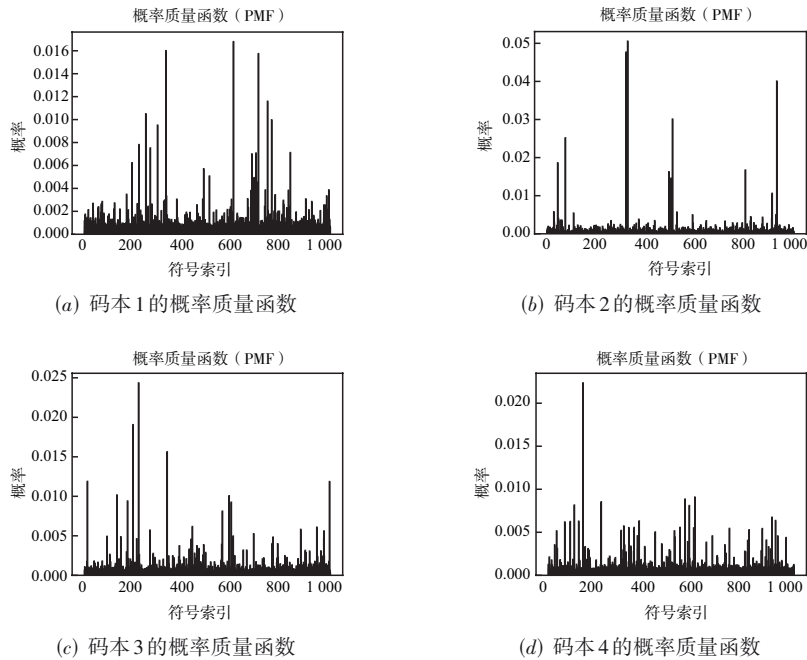 概率质量函数（PMF）
0.016
0.014
0.012
0.010
0.008
0.006
0.004
0.002
0.000
概率
0 200 400 600 800 1 000
符号索引
(a) 码本1的概率质量函数
概率质量函数（PMF）
0.05
0.04
0.03
0.02
0.01
0.00
概率
0 200 400 600 800 1 000
符号索引
(b) 码本2的概率质量函数
概率质量函数（PMF）
0.025
0.020
0.015
0.010
0.005
0.000
概率
0 200 400 600 800 1 000
符号索引
(c) 码本3的概率质量函数
概率质量函数（PMF）
0.020
0.015
0.010
0.005
0.000
概率
0 200 400 600 800 1 000
符号索引
(d) 码本4的概率质量函数